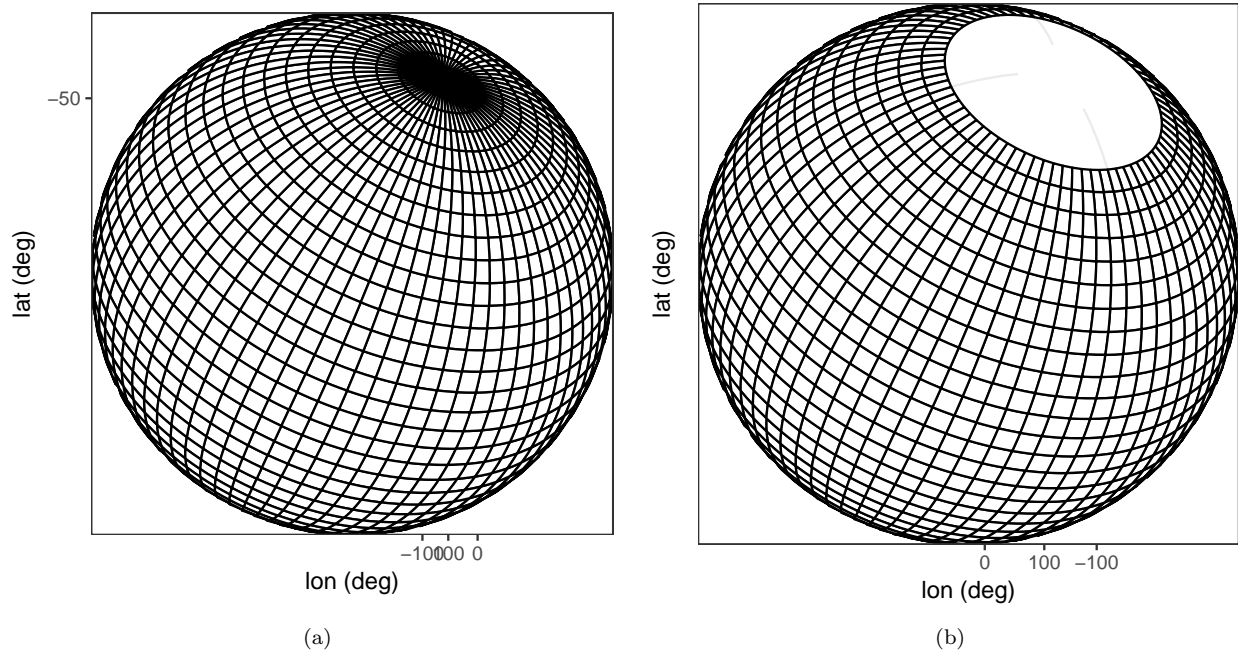 −50
lat (deg)
−100 100 0
lon (deg)
(a)
lat (deg)
0 100 −100
lon (deg)
(b)